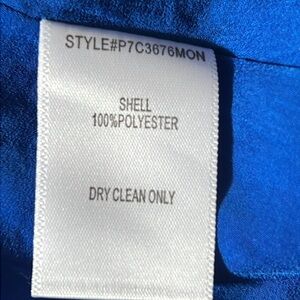 STYLE#P7C3676MON
SHELL
100%POLYESTER
DRY CLEAN ONLY